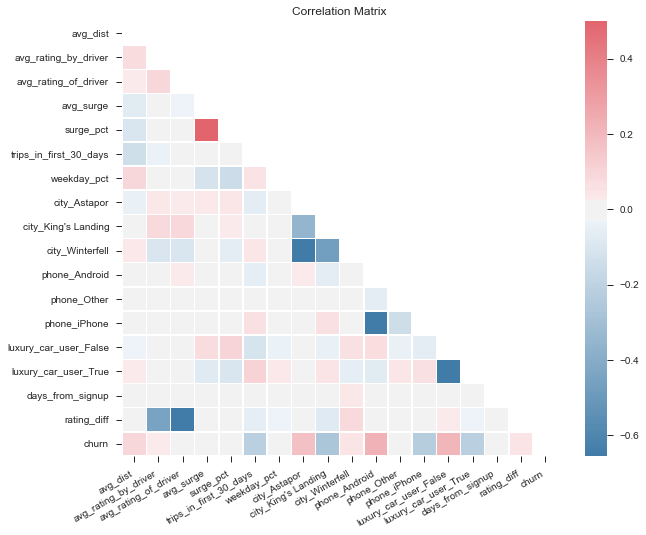 Correlation Matrix
avg_dist
avg_rating_by_driver
avg_rating_of_driver
avg_surge
surge_pct
trips_in_first_30_days
weekday_pct
city_Astapor
city_King's Landing
city_Winterfell
phone_Android
phone_Other
phone_iPhone
luxury_car_user_False
luxury_car_user_True
days_from_signup
rating_diff
churn
avg_dist
avg_rating_by_driver
avg_rating_of_driver
avg_surge
surge_pct
trips_in_first_30_days
weekday_pct
city_Astapor
city_King's Landing
city_Winterfell
phone_Android
phone_Other
phone_iPhone
luxury_car_user_False
luxury_car_user_True
days_from_signup
rating_diff
churn
0.4
0.2
0.0
−0.2
−0.4
−0.6